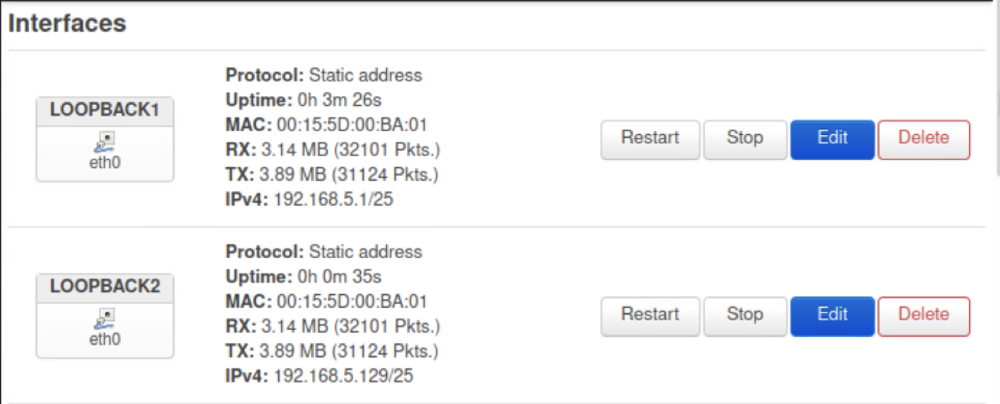 Interfaces
LOOPBACK1
eth0
Protocol: Static address
Uptime: 0h 3m 26s
MAC: 00:15:5D:00:BA:01
RX: 3.14 MB (32101 Pkts.)
TX: 3.89 MB (31124 Pkts.)
IPv4: 192.168.5.1/25
Restart Stop Edit Delete
LOOPBACK2
eth0
Protocol: Static address
Uptime: 0h 0m 35s
MAC: 00:15:5D:00:BA:01
RX: 3.14 MB (32101 Pkts.)
TX: 3.89 MB (31124 Pkts.)
IPv4: 192.168.5.129/25
Restart Stop Edit Delete